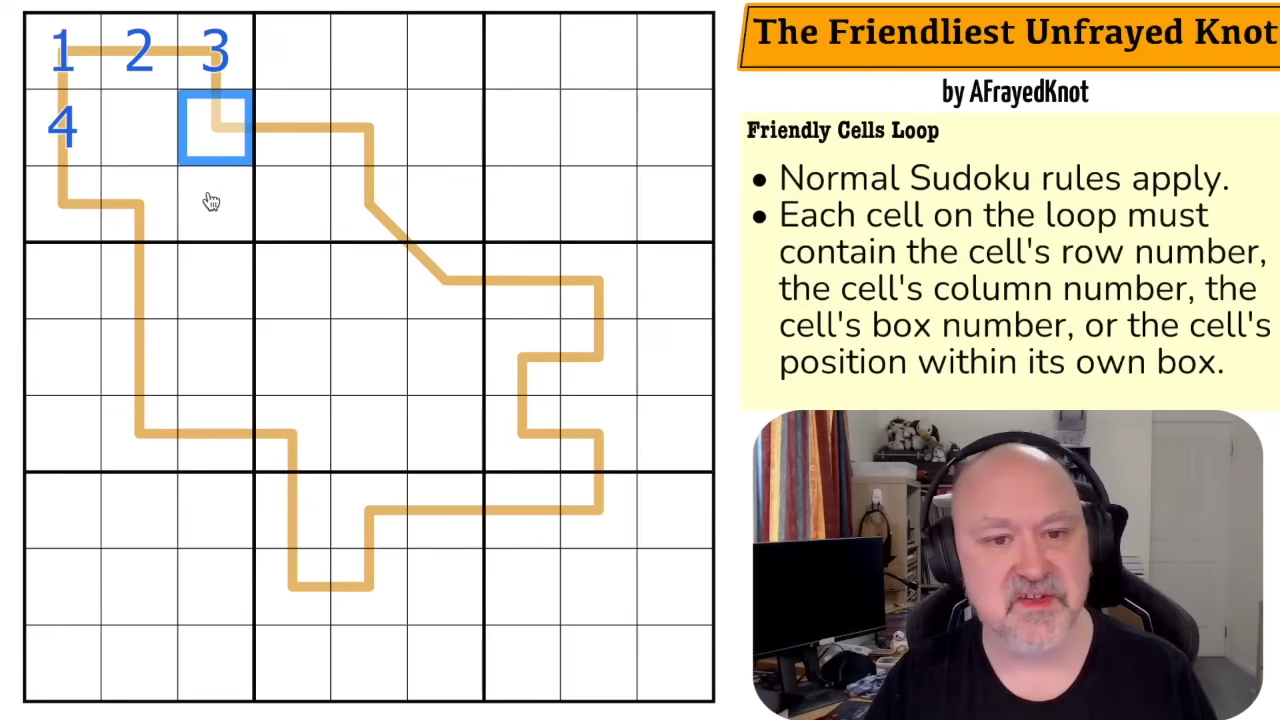 1 2 3
4
The Friendliest Unfrayed Knot
by AFrayedKnot
Friendly Cells Loop
• Normal Sudoku rules apply.
• Each cell on the loop must
contain the cell's row number,
the cell's column number, the
cell's box number, or the cell's
position within its own box.